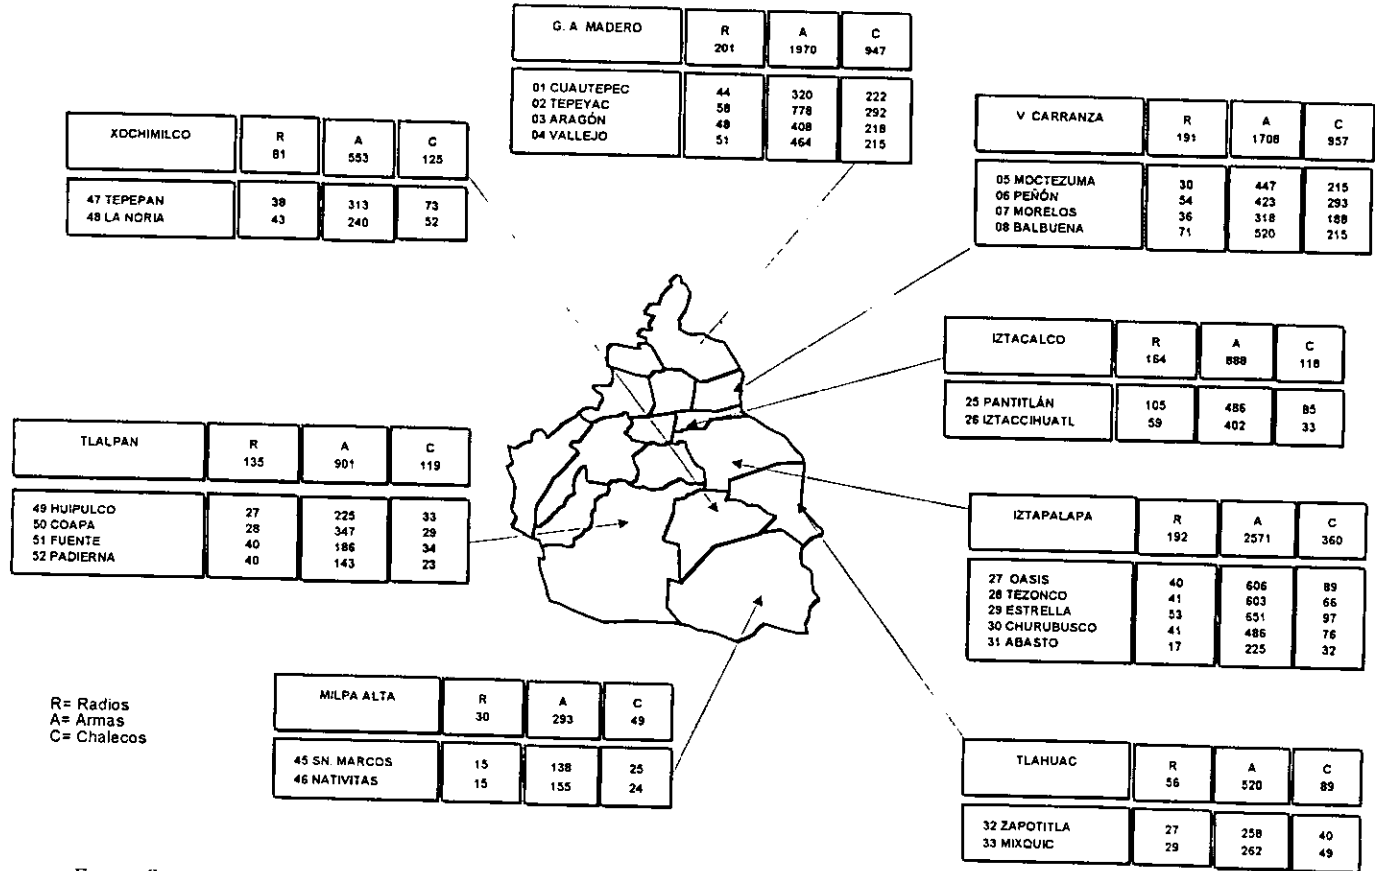 G. A MADERO R 201 A 1970 C 947
01 CUAUTEPEC 44 320 222
02 TEPEYAC 58 778 292
03 ARAGÓN 48 408 218
04 VALLEJO 51 464 215
XOCHIMILCO R 81 A 553 C 125
47 TEPEPAN 38 313 73
48 LA NORIA 43 240 52
V CARRANZA R 191 A 1708 C 957
05 MOCTEZUMA 30 447 215
06 PEÑÓN 54 423 293
07 MORELOS 36 318 188
08 BALBUENA 71 520 215
IZTACALCO R 164 A 888 C 118
25 PANTITLÁN 105 486 85
26 IZTACCIHUATL 59 402 33
TLALPAN R 135 A 901 C 119
49 HUIPULCO 27 225 33
50 COAPA 28 347 29
51 FUENTE 40 186 34
52 PADIERNA 40 143 23
IZTAPALAPA R 192 A 2571 C 360
27 OASIS 40 606 89
28 TEZONCO 41 603 66
29 ESTRELLA 53 651 97
30 CHURUBUSCO 41 486 76
31 ABASTO 17 225 32
R= Radios
A= Armas
C= Chalecos
MILPA ALTA R 30 A 293 C 49
45 SN. MARCOS 15 138 25
46 NATIVITAS 15 155 24
TLAHUAC R 56 A 520 C 89
32 ZAPOTITLA 27 258 40
33 MIXQUIC 29 262 49